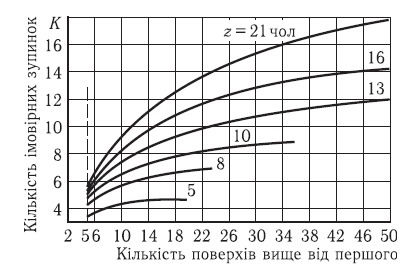 Кількість імовірних зупинок
K
z = 21 чол
16
14
12
10
8
6
4
16
13
10
8
5
2 5 6 10 14 18 22 26 30 34 38 42 46 50
Кількість поверхів вище від першого